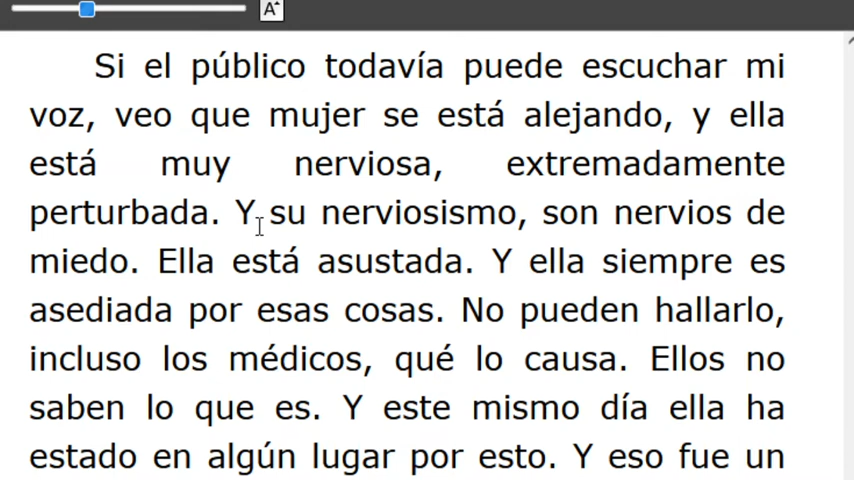 A
Si el público todavía puede escuchar mi
voz, veo que mujer se está alejando, y ella
está muy nerviosa, extremadamente
perturbada. Y su nerviosismo, son nervios de
miedo. Ella está asustada. Y ella siempre es
asediada por esas cosas. No pueden hallarlo,
incluso los médicos, qué lo causa. Ellos no
saben lo que es. Y este mismo día ella ha
estado en algún lugar por esto. Y eso fue un